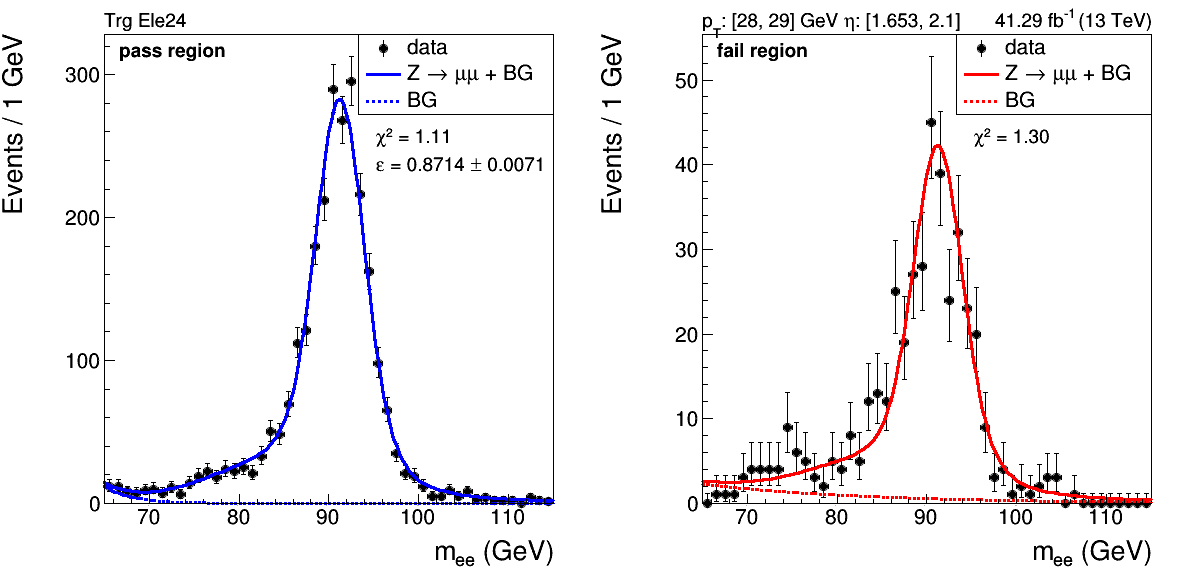 Trg Ele24
pass region
data
Z → μμ + BG
BG
χ² = 1.11
ε = 0.8714 ± 0.0071
Events / 1 GeV
300
200
100
0
70 80 90 100 110
m_ee (GeV)
p_T: [28, 29] GeV η: [1.653, 2.1] 41.29 fb⁻¹ (13 TeV)
fail region
data
Z → μμ + BG
BG
χ² = 1.30
Events / 1 GeV
50
40
30
20
10
0
70 80 90 100 110
m_ee (GeV)